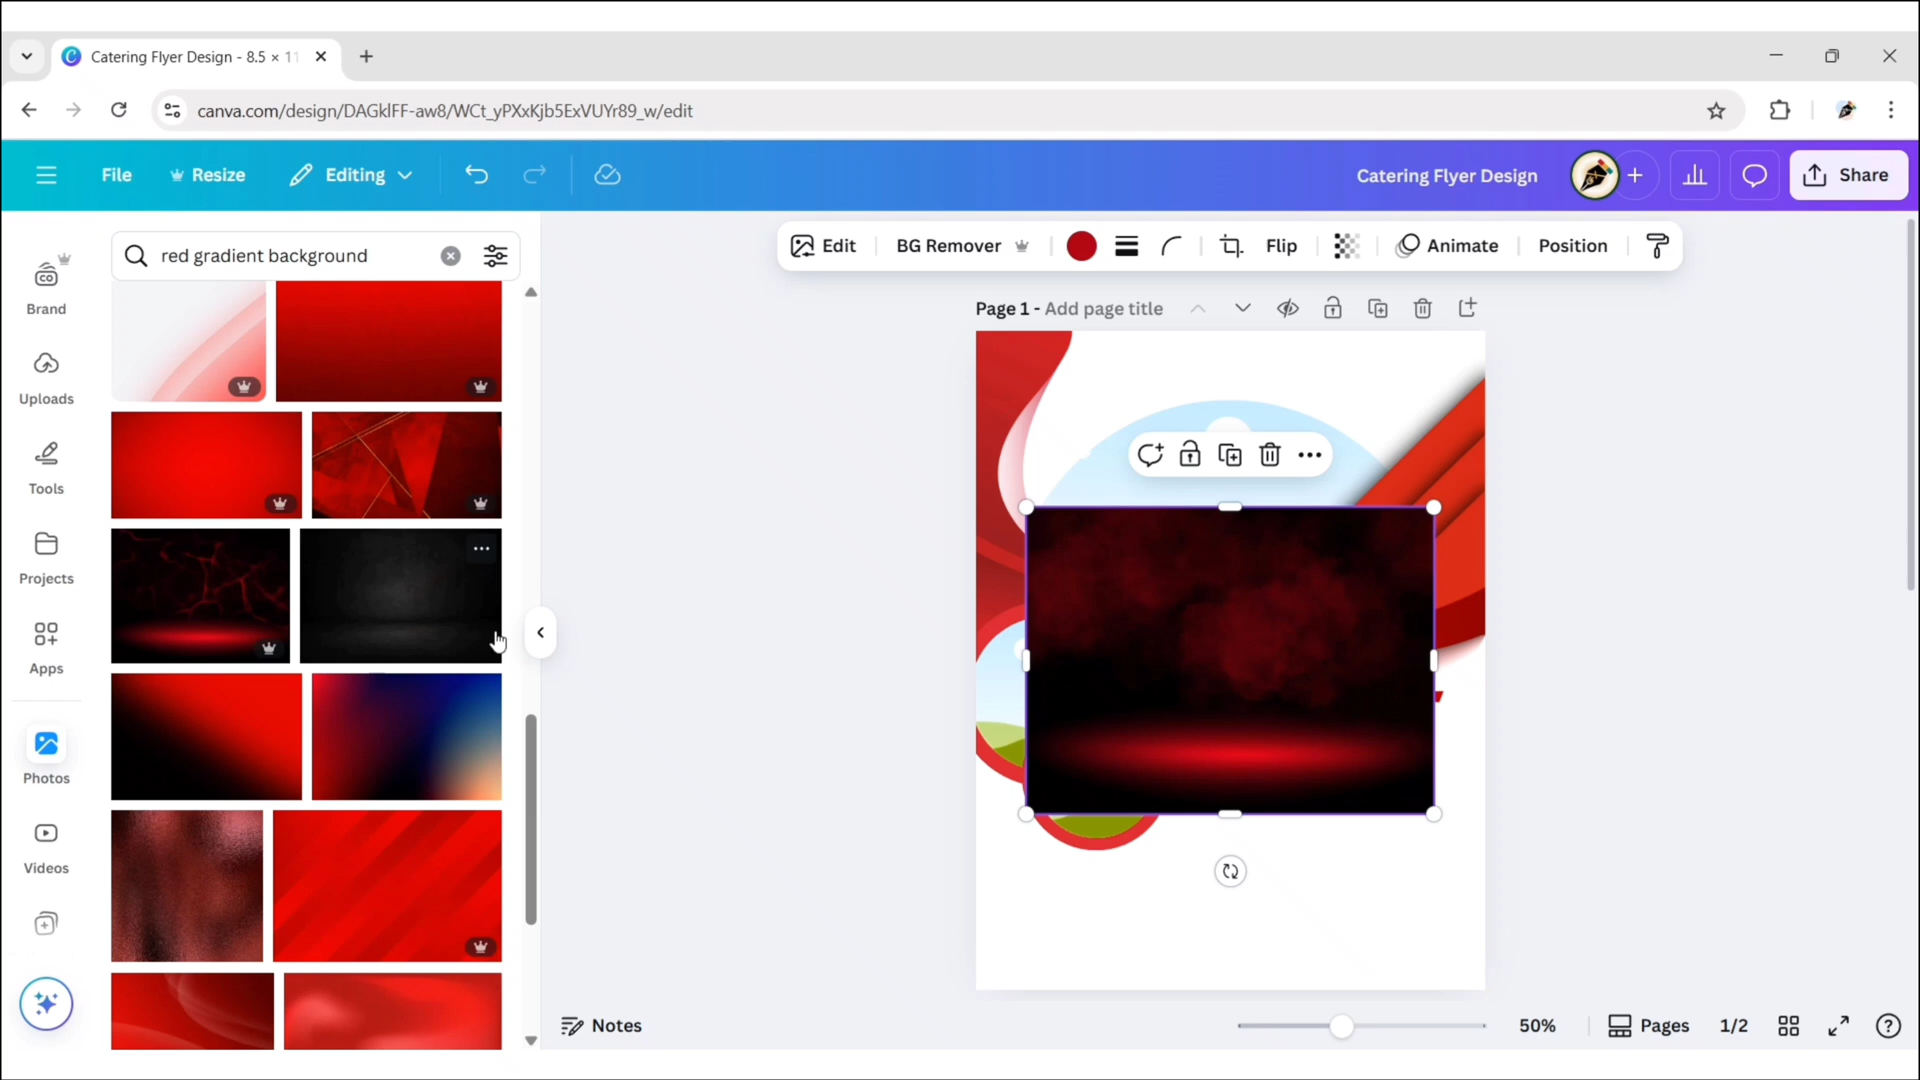 Catering Flyer Design - 8.5 × 11
canva.com/design/DAGklFF-aw8/WCt_yPXxKjb5ExVUYr89_w/edit
File
Resize
Editing
Catering Flyer Design
Share
red gradient background
Edit
BG Remover
Flip
Animate
Position
Page 1 - Add page title
Brand
Uploads
Tools
Projects
Apps
Photos
Videos
Notes
50%
Pages
1/2